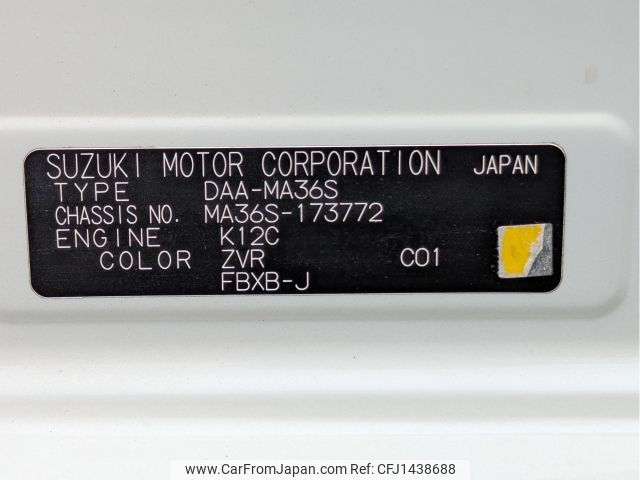 SUZUKI MOTOR CORPORATION JAPAN
TYPE DAA-MA36S
CHASSIS NO. MA36S-173772
ENGINE K12C
COLOR ZVR C01
FBXB-J
www.CarFromJapan.com CFJ1438688